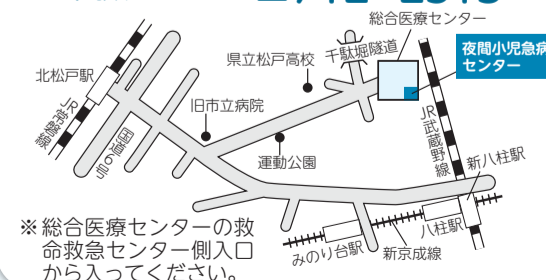 総合医療センター
千駄堀隧道
夜間小児急病
センター
県立松戸高校
北松戸駅
旧市立病院
JR常磐線
国道6号
運動公園
JR武蔵野線
新八柱駅
八柱駅
みのり台駅
新京成線
※総合医療センターの救
命救急センター側入口
から入ってください。